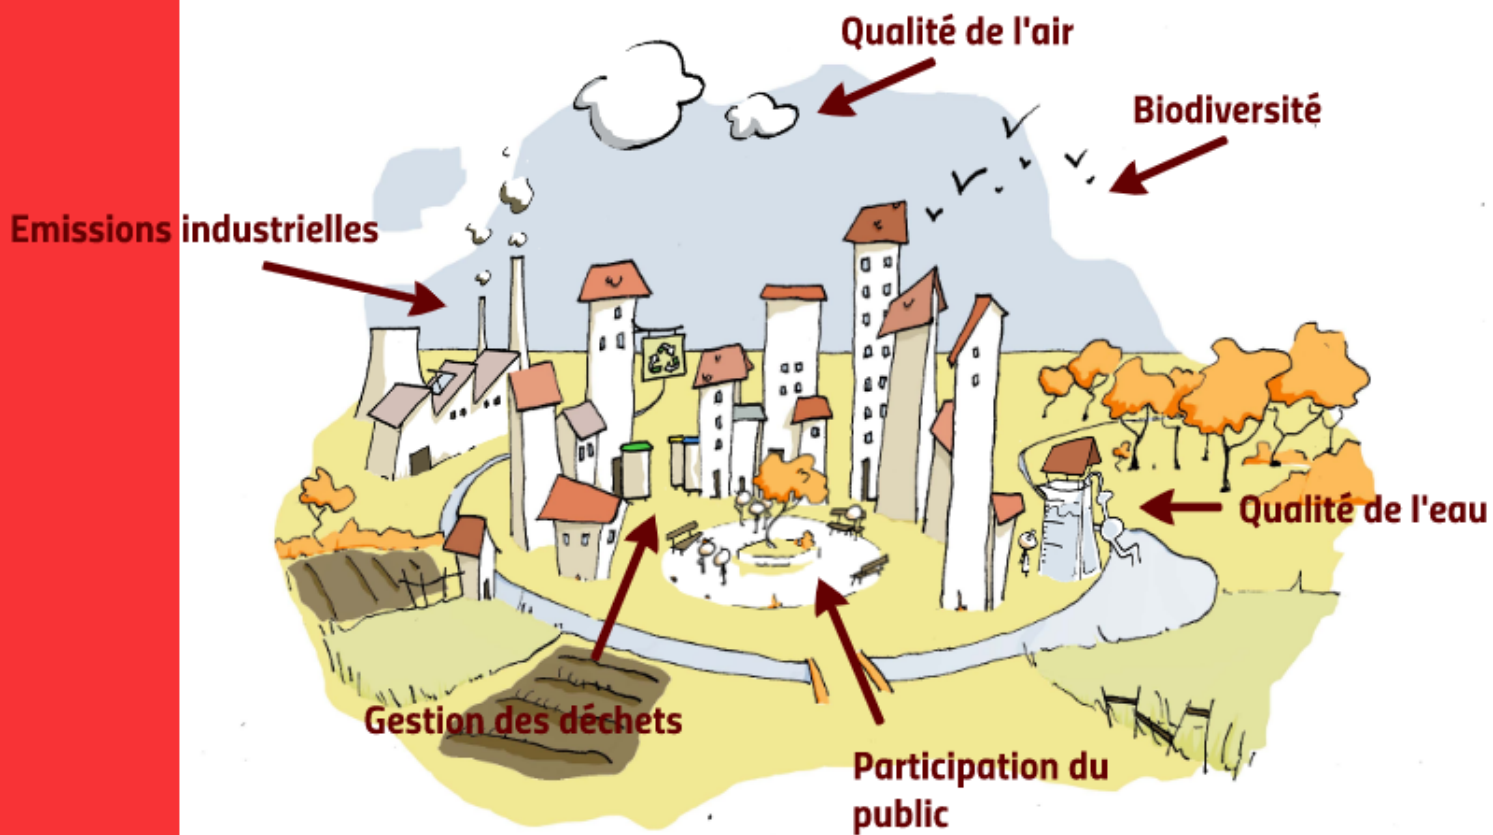 Qualité de l'air
Biodiversité
Emissions industrielles
Qualité de l'eau
Gestion des déchets
Participation du
public